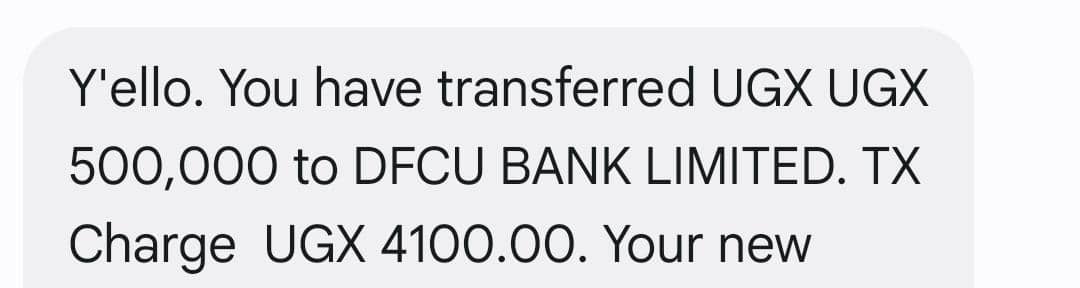 Y'ello. You have transferred UGX UGX
500,000 to DFCU BANK LIMITED. TX
Charge  UGX 4100.00. Your new